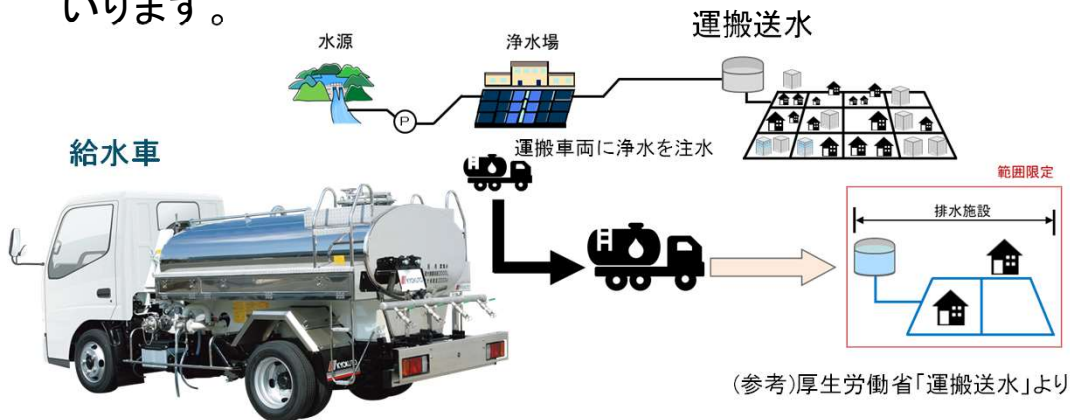 いります。
運搬送水
水源
浄水場
P
運搬車両に浄水を注水
給水車
範囲限定
排水施設
KYOKUTO
(参考)厚生労働省「運搬送水」より